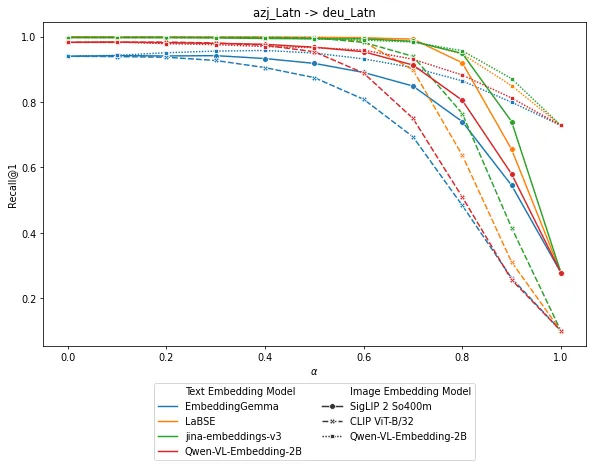 azj_Latn -> deu_Latn
Recall@1
1.0
0.8
0.6
0.4
0.2
0.0 0.2 0.4 0.6 0.8 1.0
α
Text Embedding Model
EmbeddingGemma
LaBSE
jina-embeddings-v3
Qwen-VL-Embedding-2B
Image Embedding Model
SigLIP 2 So400m
CLIP ViT-B/32
Qwen-VL-Embedding-2B